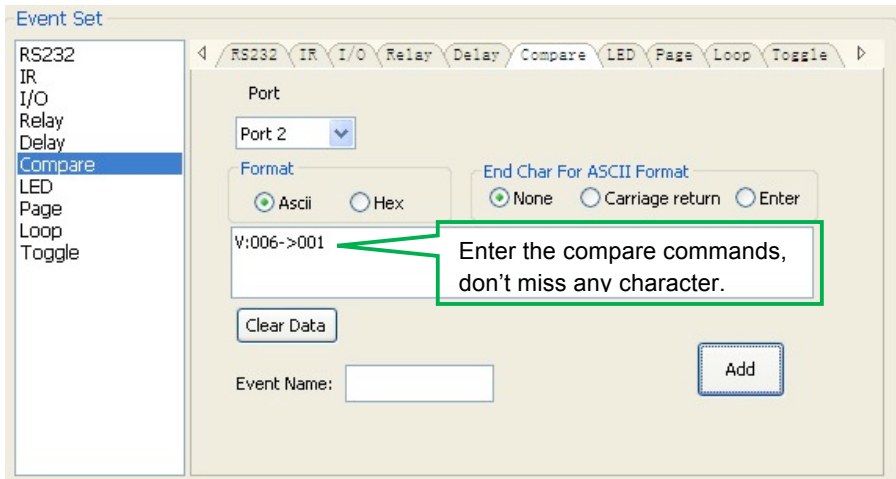 Event Set
RS232
IR
I/O
Relay
Delay
Compare
LED
Page
Loop
Toggle
RS232 IR I/O Relay Delay Compare LED Page Loop Toggle
Port
Port 2
Format
Ascii Hex
End Char For ASCII Format
None Carriage return Enter
V:006->001
Enter the compare commands,
don't miss any character.
Clear Data
Event Name:
Add